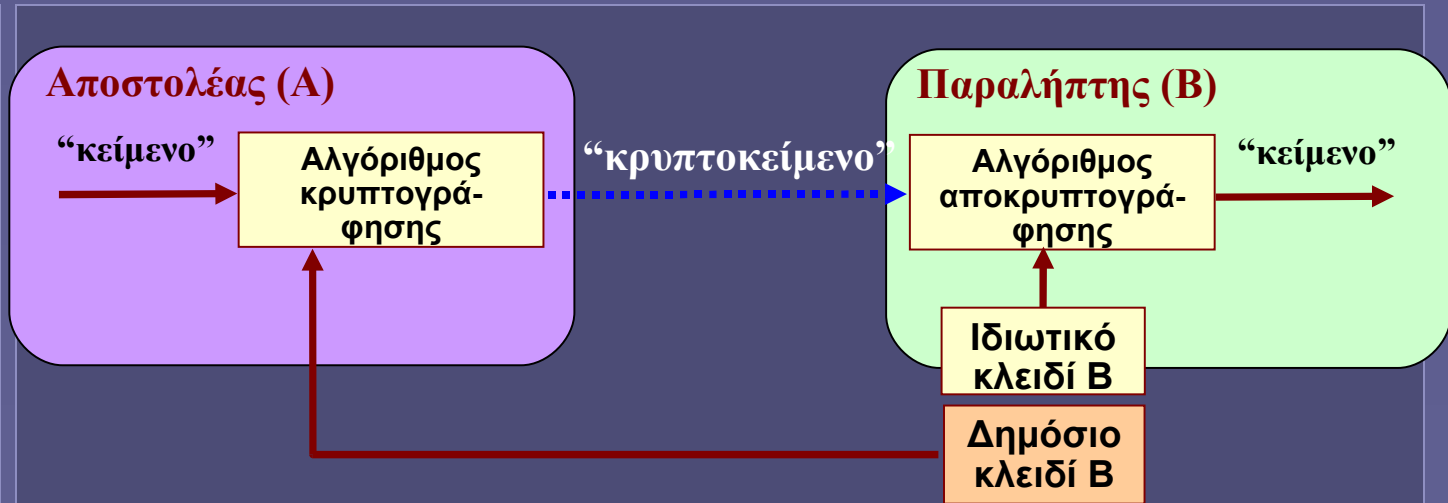 Αποστολέας (Α)
“κείμενο”
Αλγόριθμος
κρυπτογρά-
φησης
“κρυπτοκείμενο”
Παραλήπτης (Β)
Αλγόριθμος
αποκρυπτογρά-
φησης
“κείμενο”
Ιδιωτικό
κλειδί Β
Δημόσιο
κλειδί Β